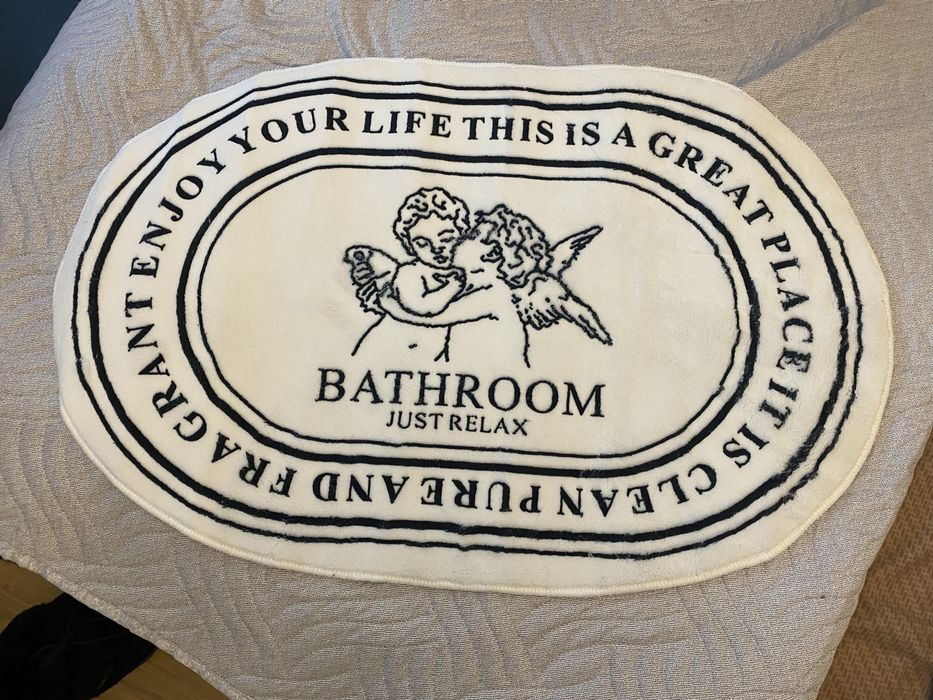 ENJOY YOUR LIFE THIS iS A GREAT PLACE IT IS CLEAN PURE AND FRAGRANT
BATHROOM
JUST RELAX